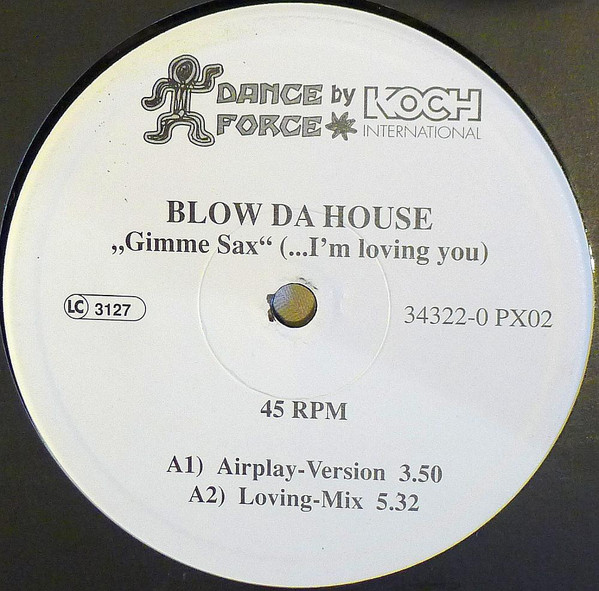 DANCE by KOCH
FORCE INTERNATIONAL
BLOW DA HOUSE
„Gimme Sax“ (...I'm loving you)
LC 3127
34322-0 PX02
45 RPM
A1) Airplay-Version 3.50
A2) Loving-Mix 5.32